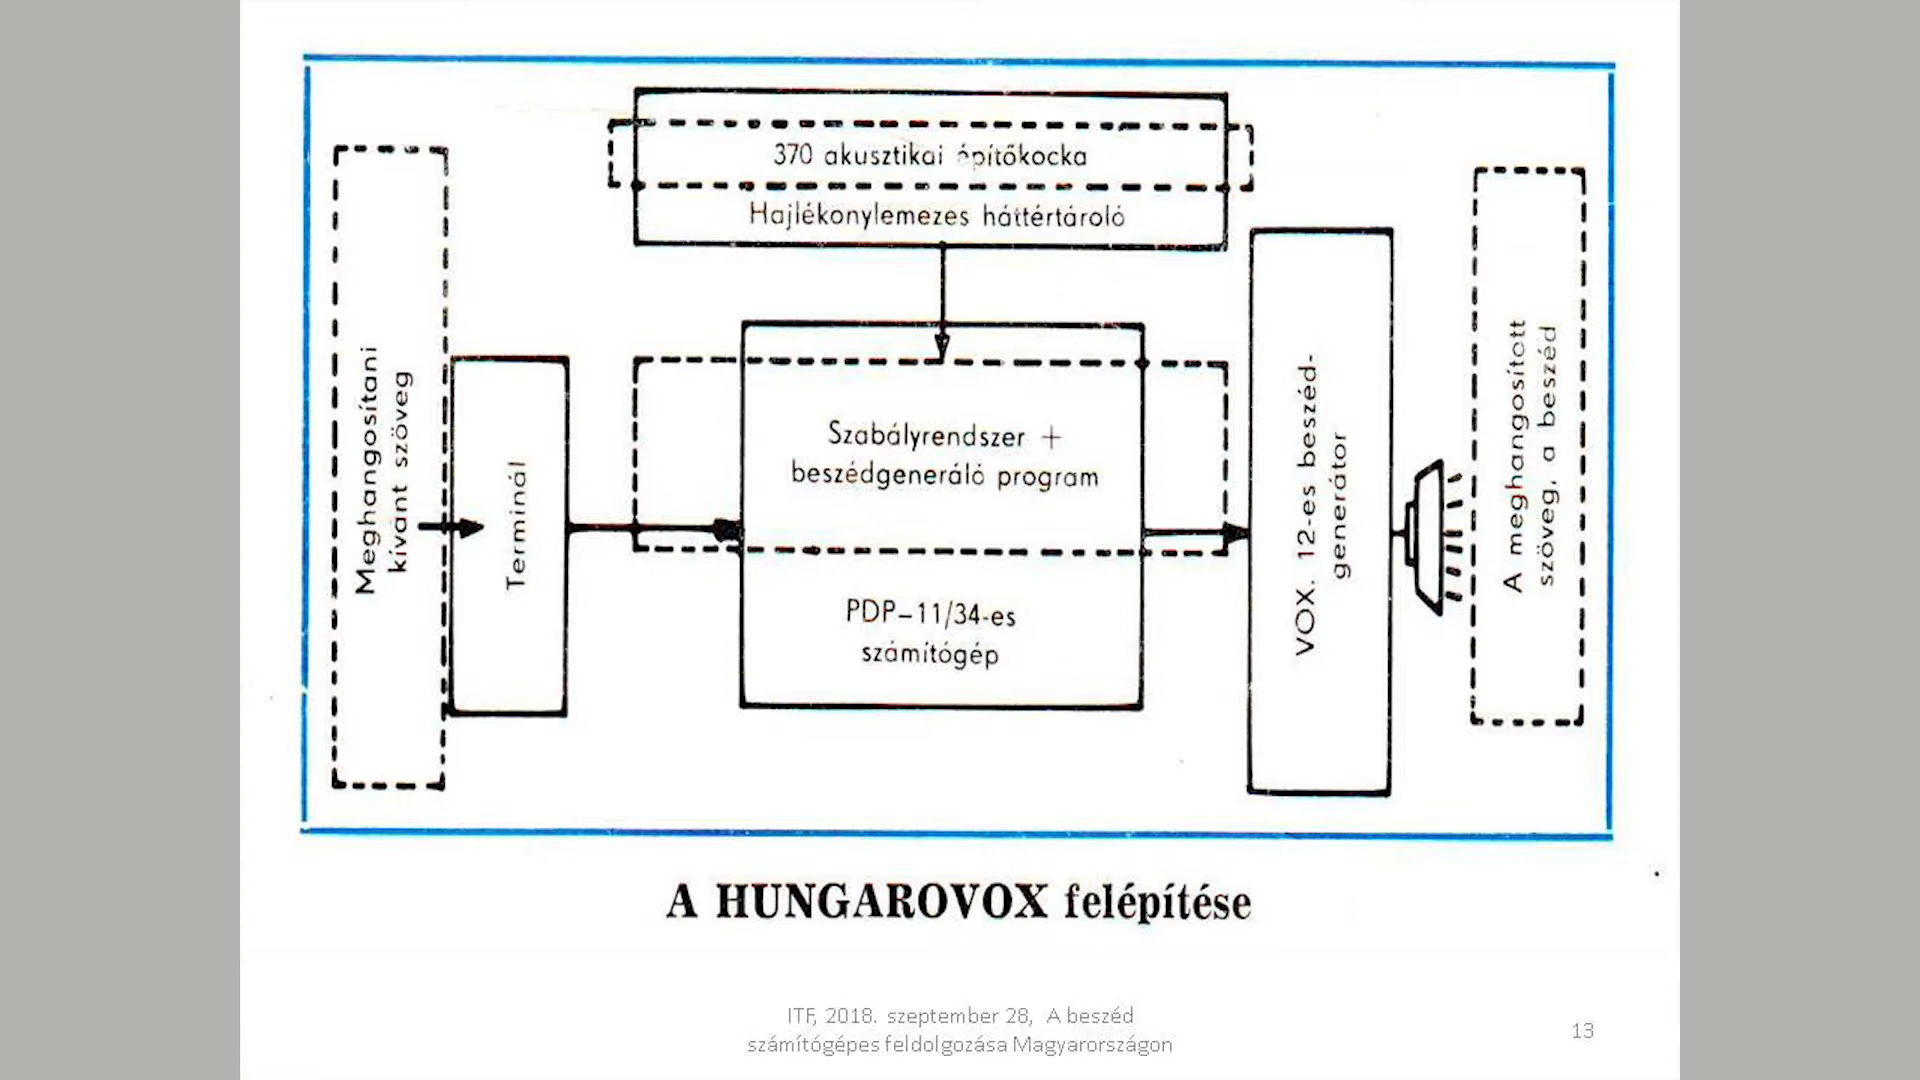 370 akusztikai építőkocka
Hajlékonylemezes háttértároló
Meghangosítani
kívánt szöveg
Terminál
Szabályrendszer +
beszédgeneráló program
PDP–11/34-es
számítógép
VOX. 12-es beszéd-
generátor
A meghangosított
szöveg, a beszéd
A HUNGAROVOX felépítése
ITF, 2018. szeptember 28, A beszéd
számítógépes feldolgozása Magyarországon
13